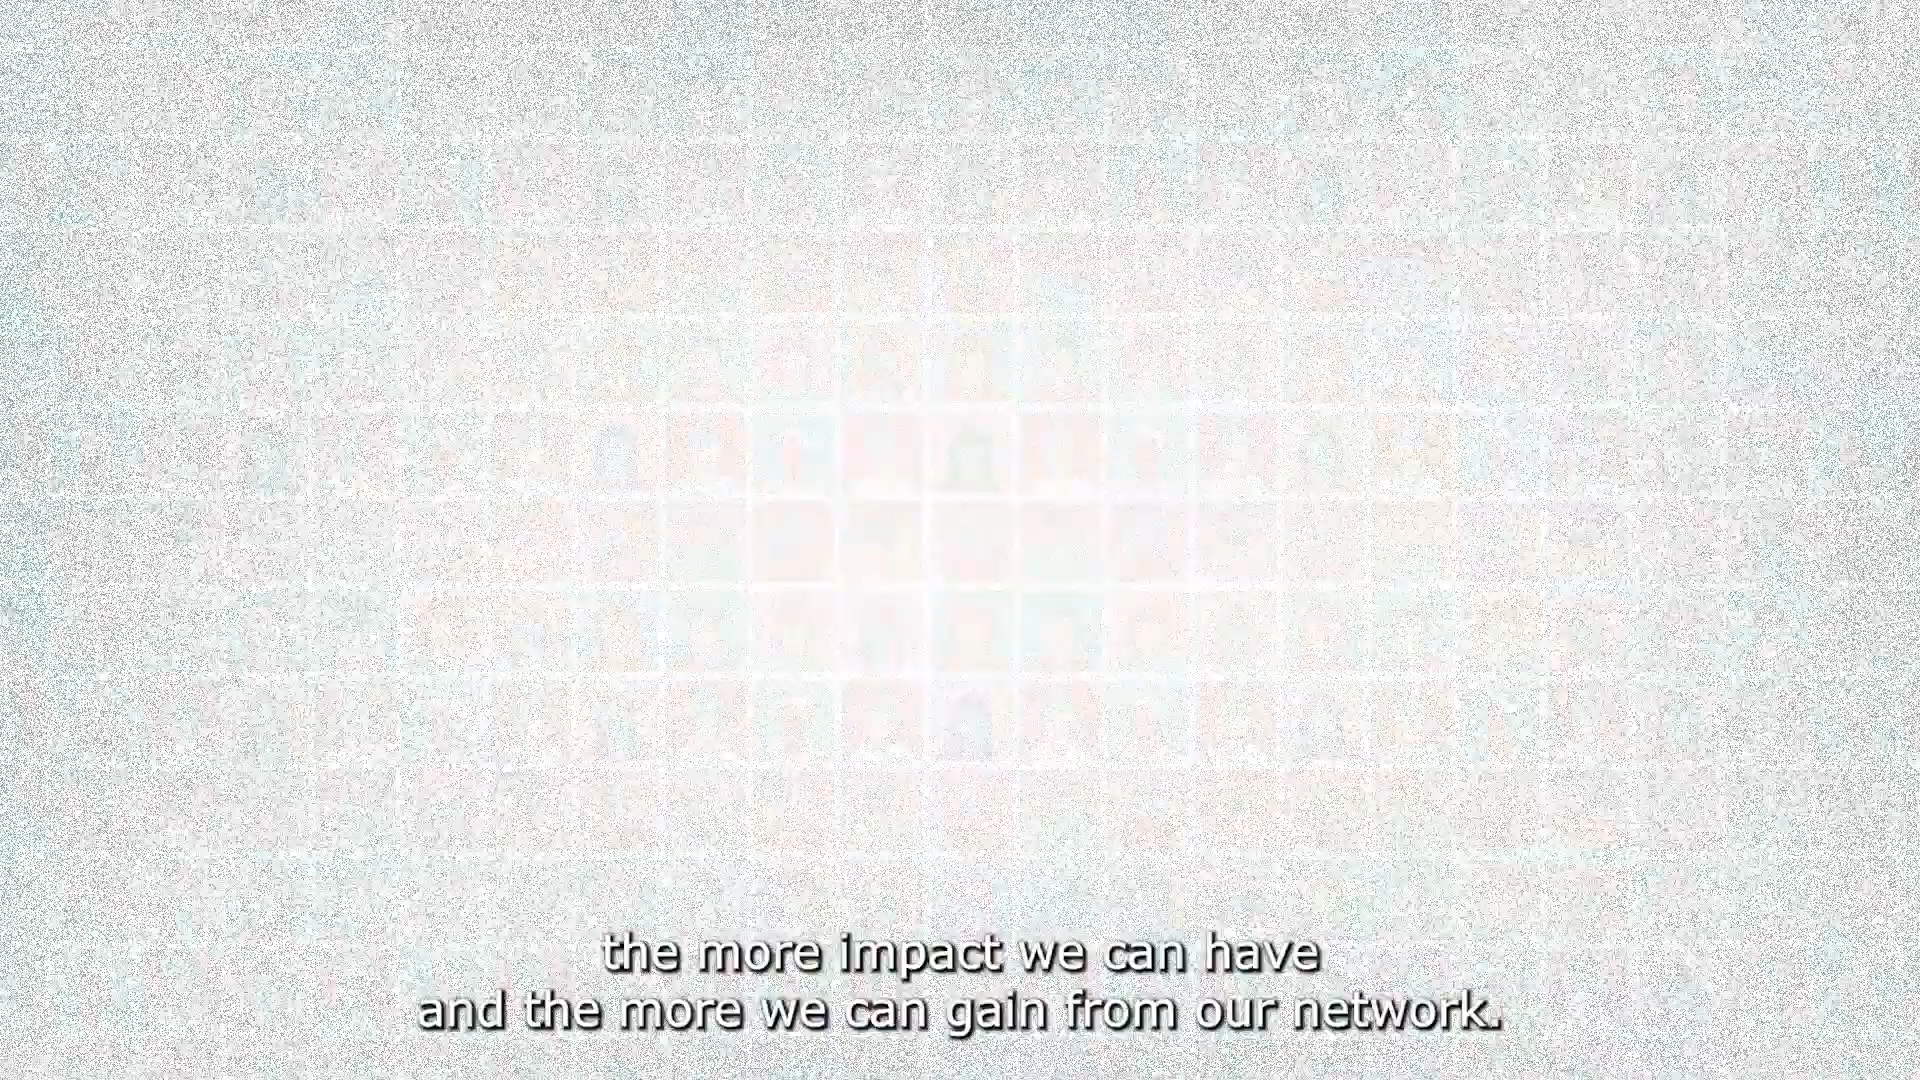 the more impact we can have
and the more we can gain from our network.